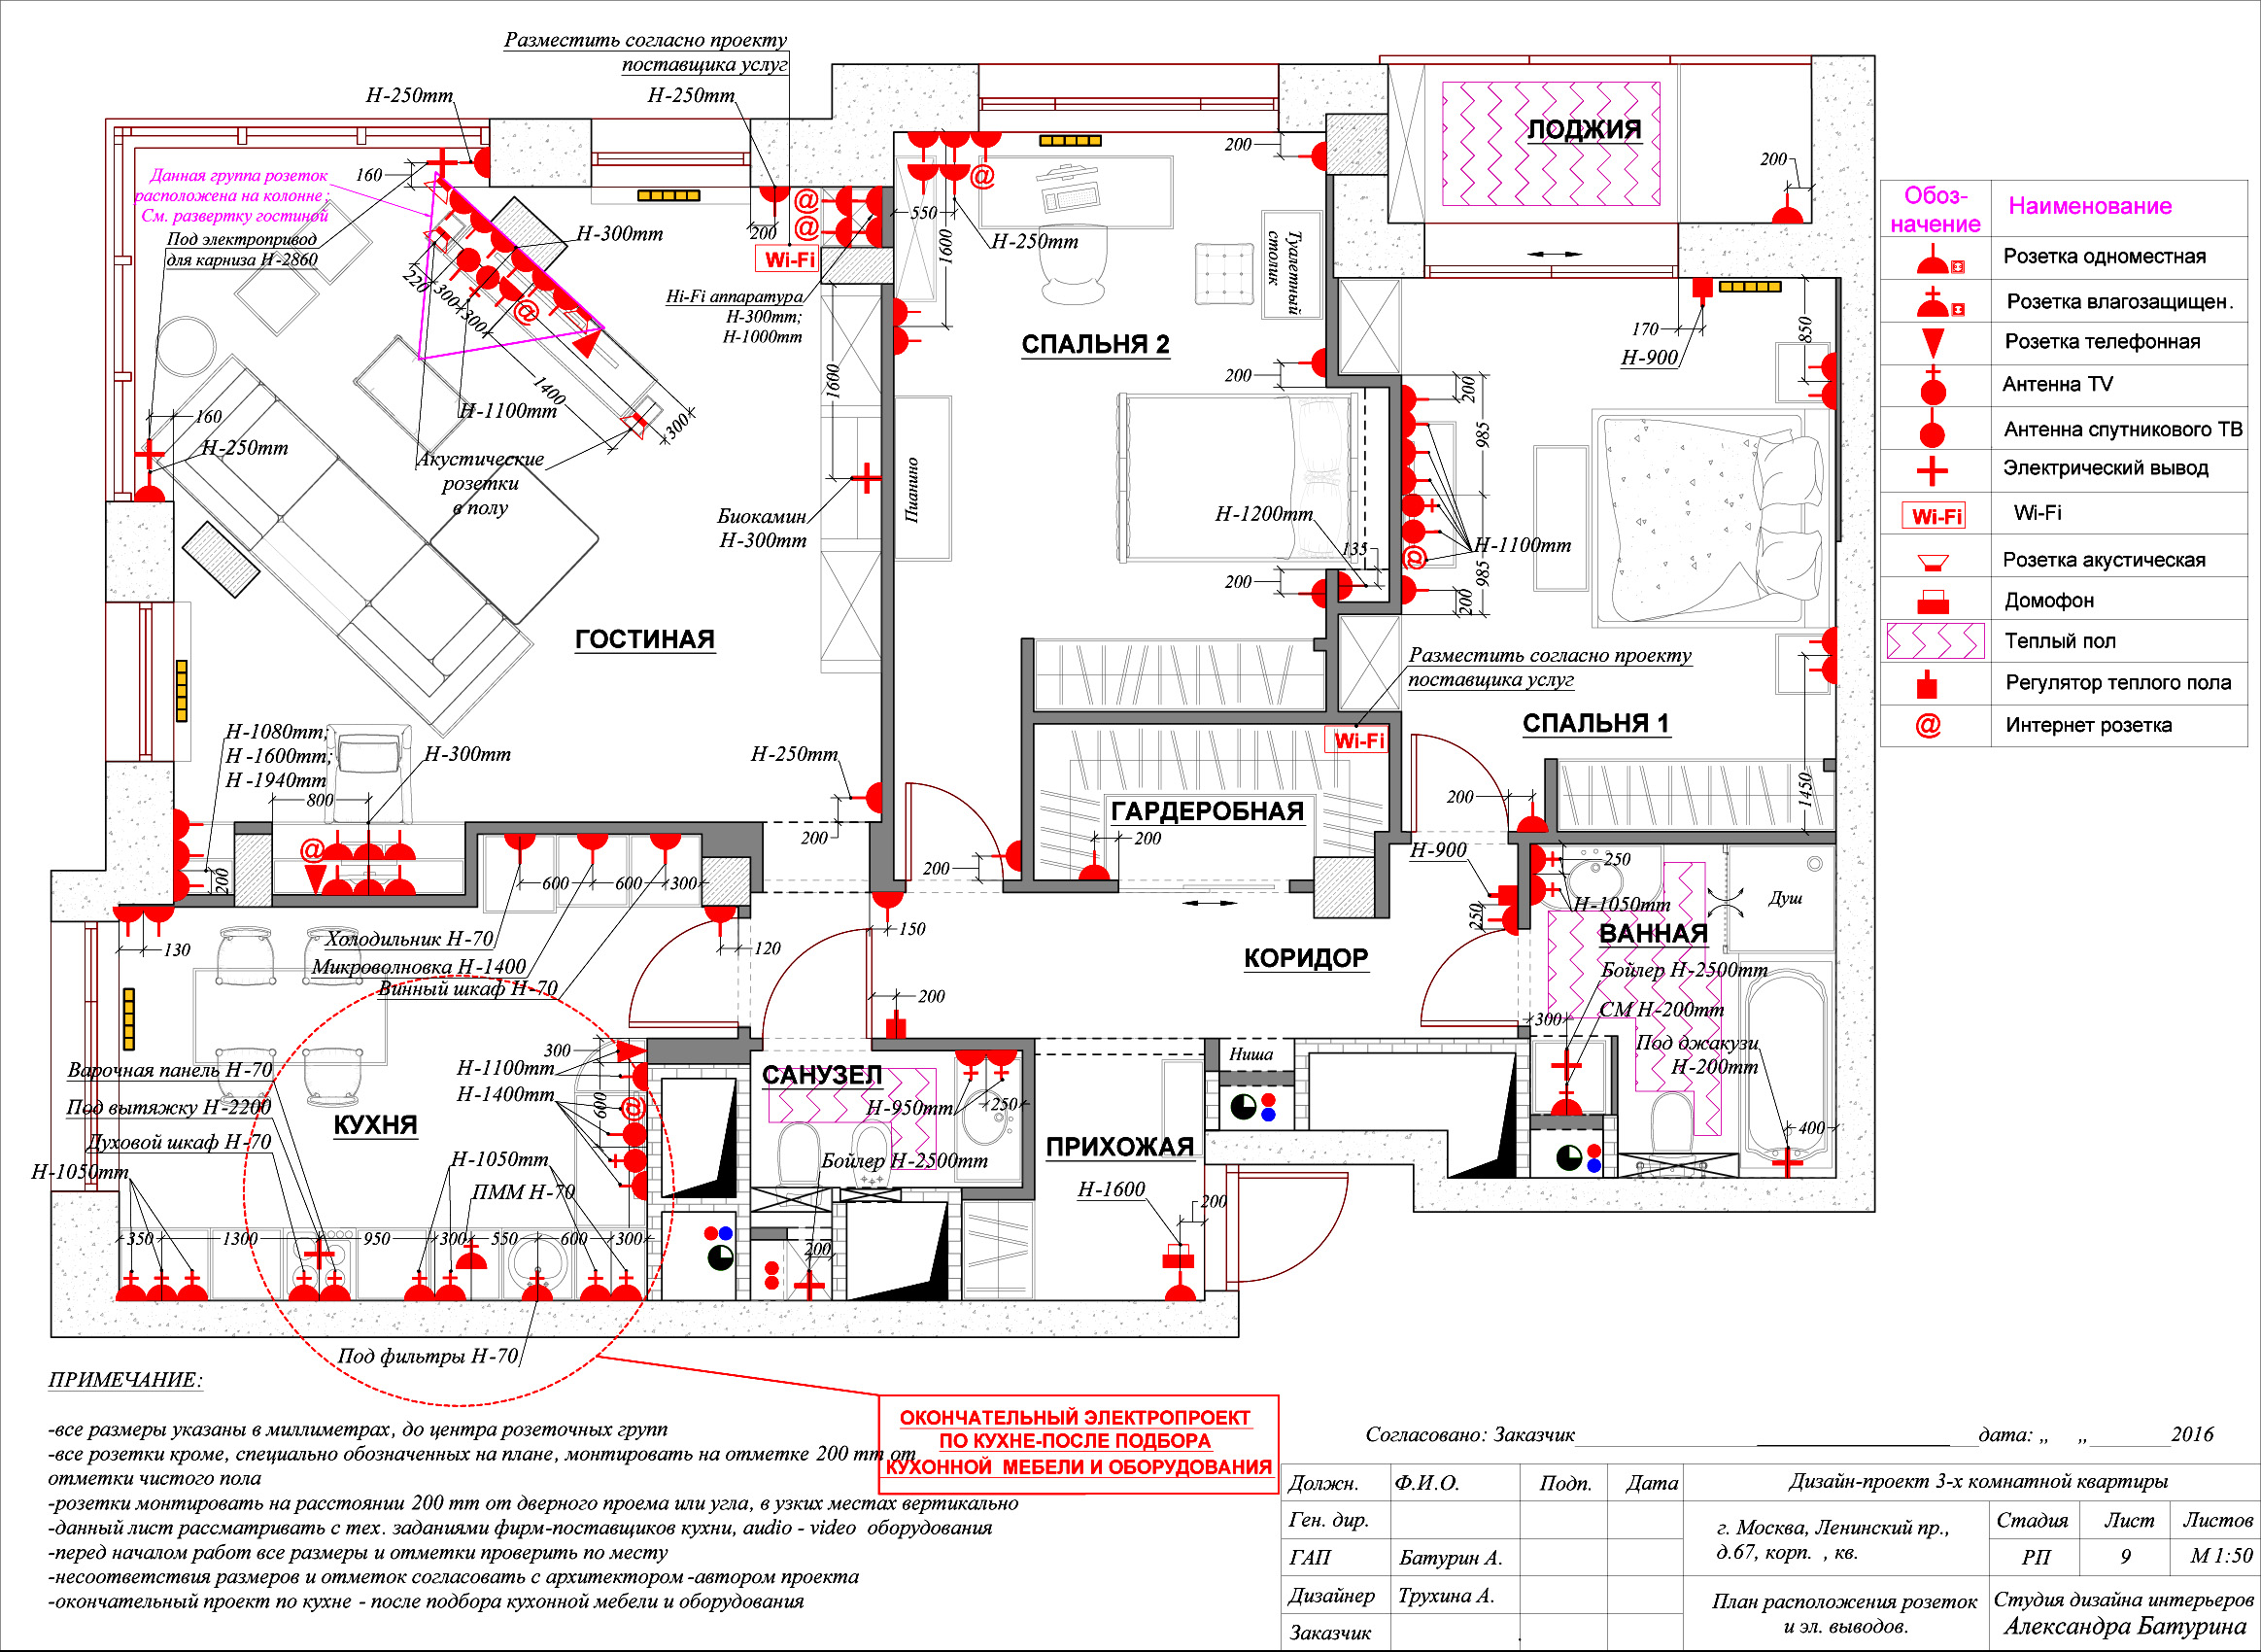 Разместить согласно проекту
поставщика услуг
H-250mm
H-250mm
160
Данная группа розеток
расположена на колонне;
См. развертку гостиной
Под электропривод
для карниза H-2860
H-300mm
200
Wi-Fi
@
@
Hi-Fi аппаратура
H-300mm;
H-1000mm
220
300
300
@
1400
300
H-1100mm
Акустические
розетки
в полу
160
H-250mm
1600
Биокамин
H-300mm
ГОСТИНАЯ
H-1080mm;
H -1600mm;
H -1940mm
H-300mm
800
200
@
H-250mm
200
550
1600
@
H-250mm
200
Туалетный
столик
СПАЛЬНЯ 2
200
Пианино
H-1200mm
135
200
200
ЛОДЖИЯ
200
170
H-900
850
200
985
H-1100mm
@
985
200
Разместить согласно проекту
поставщика услуг
Wi-Fi
СПАЛЬНЯ 1
1450
200
ГАРДЕРОБНАЯ
200
H-900
250
250
H-1050mm
Душ
ВАННАЯ
Бойлер H-2500mm
СМ H-200mm
300
Под джакузи
H-200mm
400
КОРИДОР
150
120
200
130
600
600
300
Холодильник H-70
Микроволновка H-1400
Винный шкаф H-70
300
H-1100mm
H-1400mm
600
@
Варочная панель H-70
Под вытяжку H-2200
Духовой шкаф H-70
H-1050mm
КУХНЯ
H-1050mm
ПММ H-70
350
1300
950
300
550
600
300
Под фильтры H-70
САНУЗЕЛ
H-950mm
250
Бойлер H-2500mm
200
ПРИХОЖАЯ
H-1600
200
Ниша
Обоз-
начение
Наименование
Розетка одноместная
Розетка влагозащищен.
Розетка телефонная
Антенна TV
Антенна спутникового ТВ
Электрический вывод
Wi-Fi
Wi-Fi
Розетка акустическая
Домофон
Теплый пол
Регулятор теплого пола
@
Интернет розетка
ПРИМЕЧАНИЕ:
-все размеры указаны в миллиметрах, до центра розеточных групп
-все розетки кроме, специально обозначенных на плане, монтировать на отметке 200 mm от
отметки чистого пола
-розетки монтировать на расстоянии 200 mm от дверного проема или угла, в узких местах вертикально
-данный лист рассматривать с тех. заданиями фирм-поставщиков кухни, audio - video оборудования
-перед началом работ все размеры и отметки проверить по месту
-несоответствия размеров и отметок согласовать с архитектором -автором проекта
-окончательный проект по кухне - после подбора кухонной мебели и оборудования
ОКОНЧАТЕЛЬНЫЙ ЭЛЕКТРОПРОЕКТ
ПО КУХНЕ-ПОСЛЕ ПОДБОРА
КУХОННОЙ МЕБЕЛИ И ОБОРУДОВАНИЯ
Согласовано: Заказчик дата: „ „ 2016
Должн. Ф.И.О. Подп. Дата
Ген. дир.
ГАП Батурин А.
Дизайнер Трухина А.
Заказчик
Дизайн-проект 3-х комнатной квартиры
г. Москва, Ленинский пр.,
д.67, корп. , кв.
Стадия Лист Листов
РП 9 М 1:50
План расположения розеток
и эл. выводов.
Студия дизайна интерьеров
Александра Батурина